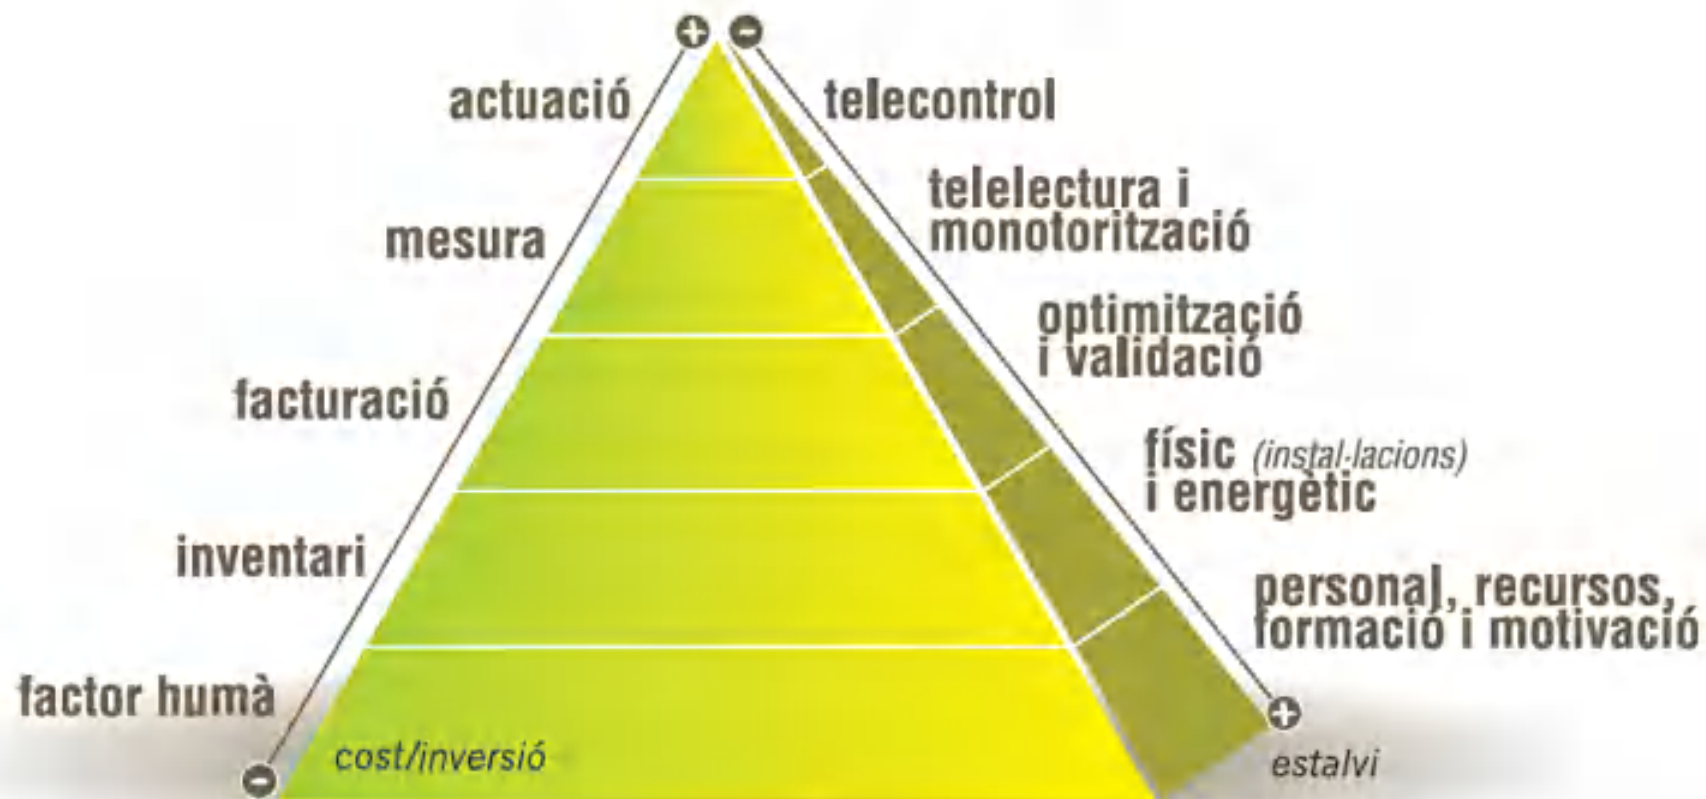 + -
actuació
telecontrol
telelectura i
monotorització
mesura
optimització
i validació
facturació
físic (instal·lacions)
i energètic
inventari
personal, recursos,
formació i motivació
factor humà
+
cost/inversió
estalvi
-